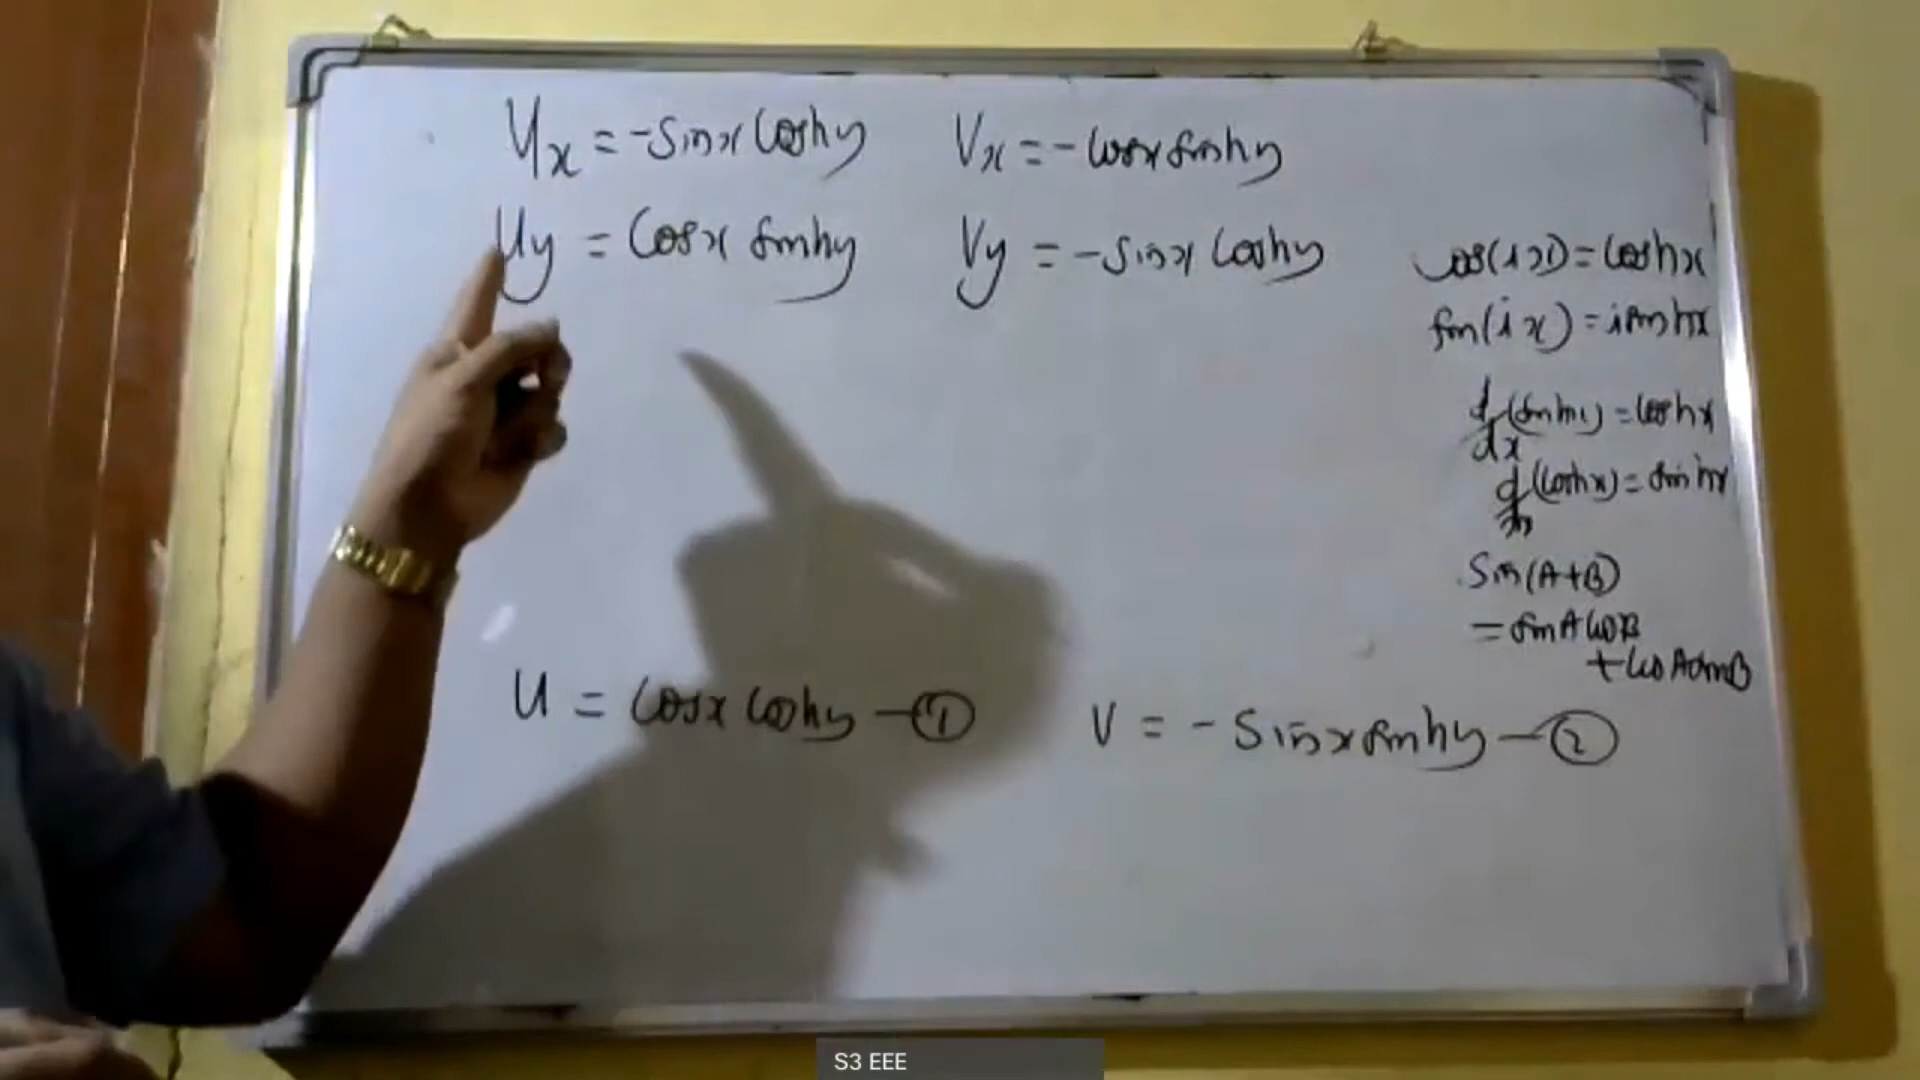 Ux = -sinx coshy
Vx = -cosx sinhy
Uy = cosx sinhy
Vy = -sinx coshy
cos(ix) = coshx
sin(ix) = i sinhx
d/dx (sinhx) = coshx
d/dx (coshx) = sinhx
Sin(A+B)
= sinA cosB
+ cosA sinB
U = cosx coshy — ①
V = - sinx sinhy — ②
S3 EEE